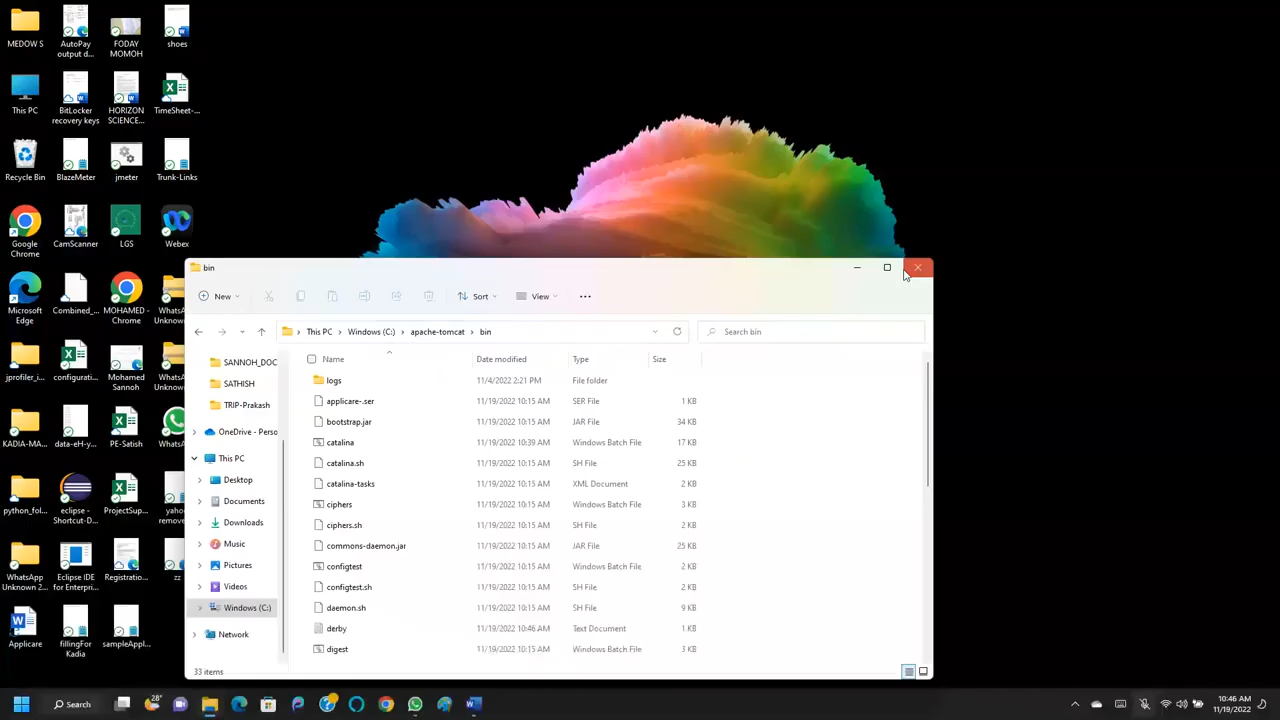 MEDOW S
AutoPay
output d...
FODAY
MOMOH
shoes
This PC
BitLocker
recovery keys
HORIZON
SCIENCE...
TimeSheet-...
Recycle Bin
BlazeMeter
jmeter
Trunk-Links
Google
Chrome
CamScanner
LGS
Webex
Microsoft
Edge
Combined_...
MOHAMED -
Chrome
WhatsA
Unknown
jprofiler_i...
configurati...
Mohamed
Sannoh
WhatsA
Unknown
KADIA-MA...
data-eH-y...
PE-Satish
WhatsA
python_fol...
eclipse -
Shortcut-D...
ProjectSup...
yaho
remove
WhatsApp
Unknown 2...
Eclipse IDE
for Enterpri...
Registratio...
zz
Applicare
fillingFor
Kadia
sampleAppl...
bin
New
Sort
View
This PC
Windows (C:)
apache-tomcat
bin
Search bin
SANNOH_DOC
SATHISH
TRIP-Prakash
OneDrive - Perso
This PC
Desktop
Documents
Downloads
Music
Pictures
Videos
Windows (C:)
Network
Name Date modified Type Size
logs 11/4/2022 2:21 PM File folder
applicare-.ser 11/19/2022 10:15 AM SER File 1 KB
bootstrap.jar 11/19/2022 10:15 AM JAR File 34 KB
catalina 11/19/2022 10:39 AM Windows Batch File 17 KB
catalina.sh 11/19/2022 10:15 AM SH File 25 KB
catalina-tasks 11/19/2022 10:15 AM XML Document 2 KB
ciphers 11/19/2022 10:15 AM Windows Batch File 3 KB
ciphers.sh 11/19/2022 10:15 AM SH File 2 KB
commons-daemon.jar 11/19/2022 10:15 AM JAR File 25 KB
configtest 11/19/2022 10:15 AM Windows Batch File 2 KB
configtest.sh 11/19/2022 10:15 AM SH File 2 KB
daemon.sh 11/19/2022 10:15 AM SH File 9 KB
derby 11/19/2022 10:46 AM Text Document 1 KB
digest 11/19/2022 10:15 AM Windows Batch File 3 KB
33 items
Search
28°
10:46 AM
11/19/2022